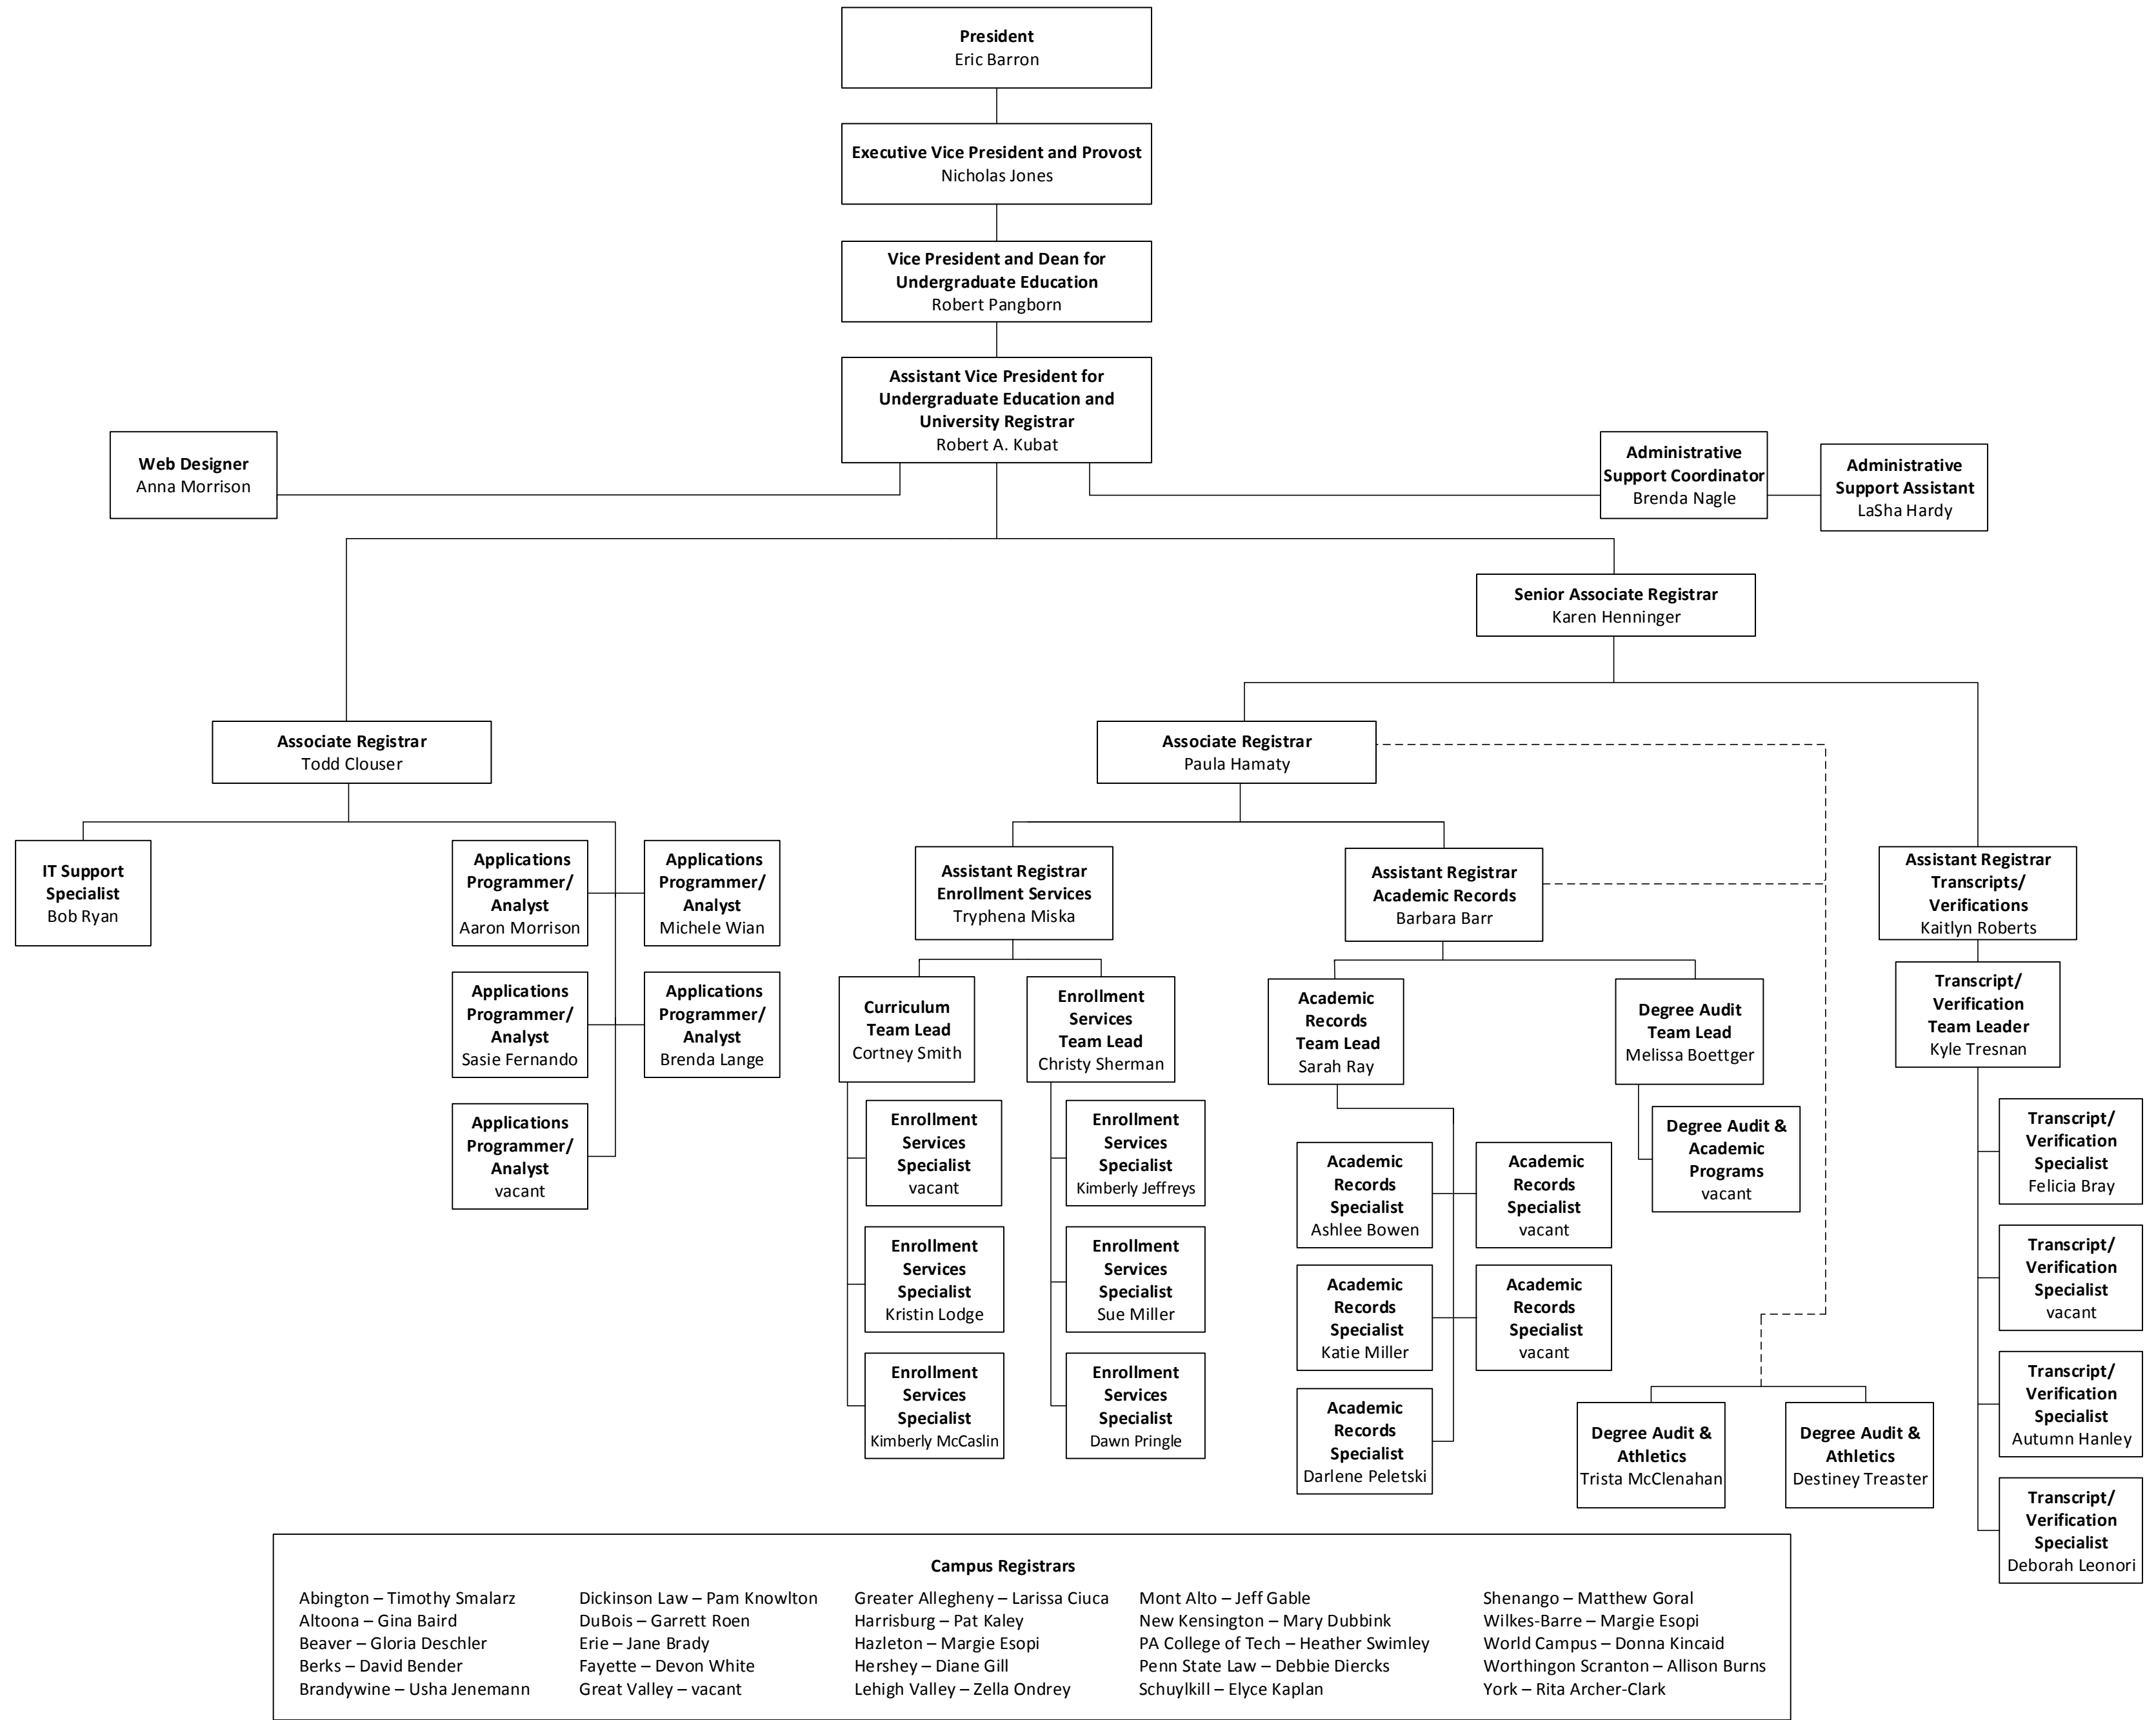 President
Eric Barron
Executive Vice President and Provost
Nicholas Jones
Vice President and Dean for
Undergraduate Education
Robert Pangborn
Assistant Vice President for
Undergraduate Education and
University Registrar
Robert A. Kubat
Web Designer
Anna Morrison
Administrative
Support Coordinator
Brenda Nagle
Administrative
Support Assistant
LaSha Hardy
Senior Associate Registrar
Karen Henninger
Associate Registrar
Todd Clouser
Associate Registrar
Paula Hamaty
IT Support
Specialist
Bob Ryan
Applications
Programmer/
Analyst
Aaron Morrison
Applications
Programmer/
Analyst
Michele Wian
Applications
Programmer/
Analyst
Sasie Fernando
Applications
Programmer/
Analyst
Brenda Lange
Applications
Programmer/
Analyst
vacant
Assistant Registrar
Enrollment Services
Tryphena Miska
Assistant Registrar
Academic Records
Barbara Barr
Assistant Registrar
Transcripts/
Verifications
Kaitlyn Roberts
Curriculum
Team Lead
Cortney Smith
Enrollment
Services
Team Lead
Christy Sherman
Academic
Records
Team Lead
Sarah Ray
Degree Audit
Team Lead
Melissa Boettger
Transcript/
Verification
Team Leader
Kyle Tresnan
Enrollment
Services
Specialist
vacant
Enrollment
Services
Specialist
Kristin Lodge
Enrollment
Services
Specialist
Kimberly McCaslin
Enrollment
Services
Specialist
Kimberly Jeffreys
Enrollment
Services
Specialist
Sue Miller
Enrollment
Services
Specialist
Dawn Pringle
Academic
Records
Specialist
Ashlee Bowen
Academic
Records
Specialist
vacant
Academic
Records
Specialist
Katie Miller
Academic
Records
Specialist
vacant
Academic
Records
Specialist
Darlene Peletski
Degree Audit &
Academic
Programs
vacant
Degree Audit &
Athletics
Trista McClenahan
Degree Audit &
Athletics
Destiney Treaster
Transcript/
Verification
Specialist
Felicia Bray
Transcript/
Verification
Specialist
vacant
Transcript/
Verification
Specialist
Autumn Hanley
Transcript/
Verification
Specialist
Deborah Leonori
Campus Registrars
Abington – Timothy Smalarz
Altoona – Gina Baird
Beaver – Gloria Deschler
Berks – David Bender
Brandywine – Usha Jenemann
Dickinson Law – Pam Knowlton
DuBois – Garrett Roen
Erie – Jane Brady
Fayette – Devon White
Great Valley – vacant
Greater Allegheny – Larissa Ciuca
Harrisburg – Pat Kaley
Hazleton – Margie Esopi
Hershey – Diane Gill
Lehigh Valley – Zella Ondrey
Mont Alto – Jeff Gable
New Kensington – Mary Dubbink
PA College of Tech – Heather Swimley
Penn State Law – Debbie Diercks
Schuylkill – Elyce Kaplan
Shenango – Matthew Goral
Wilkes-Barre – Margie Esopi
World Campus – Donna Kincaid
Worthingon Scranton – Allison Burns
York – Rita Archer-Clark